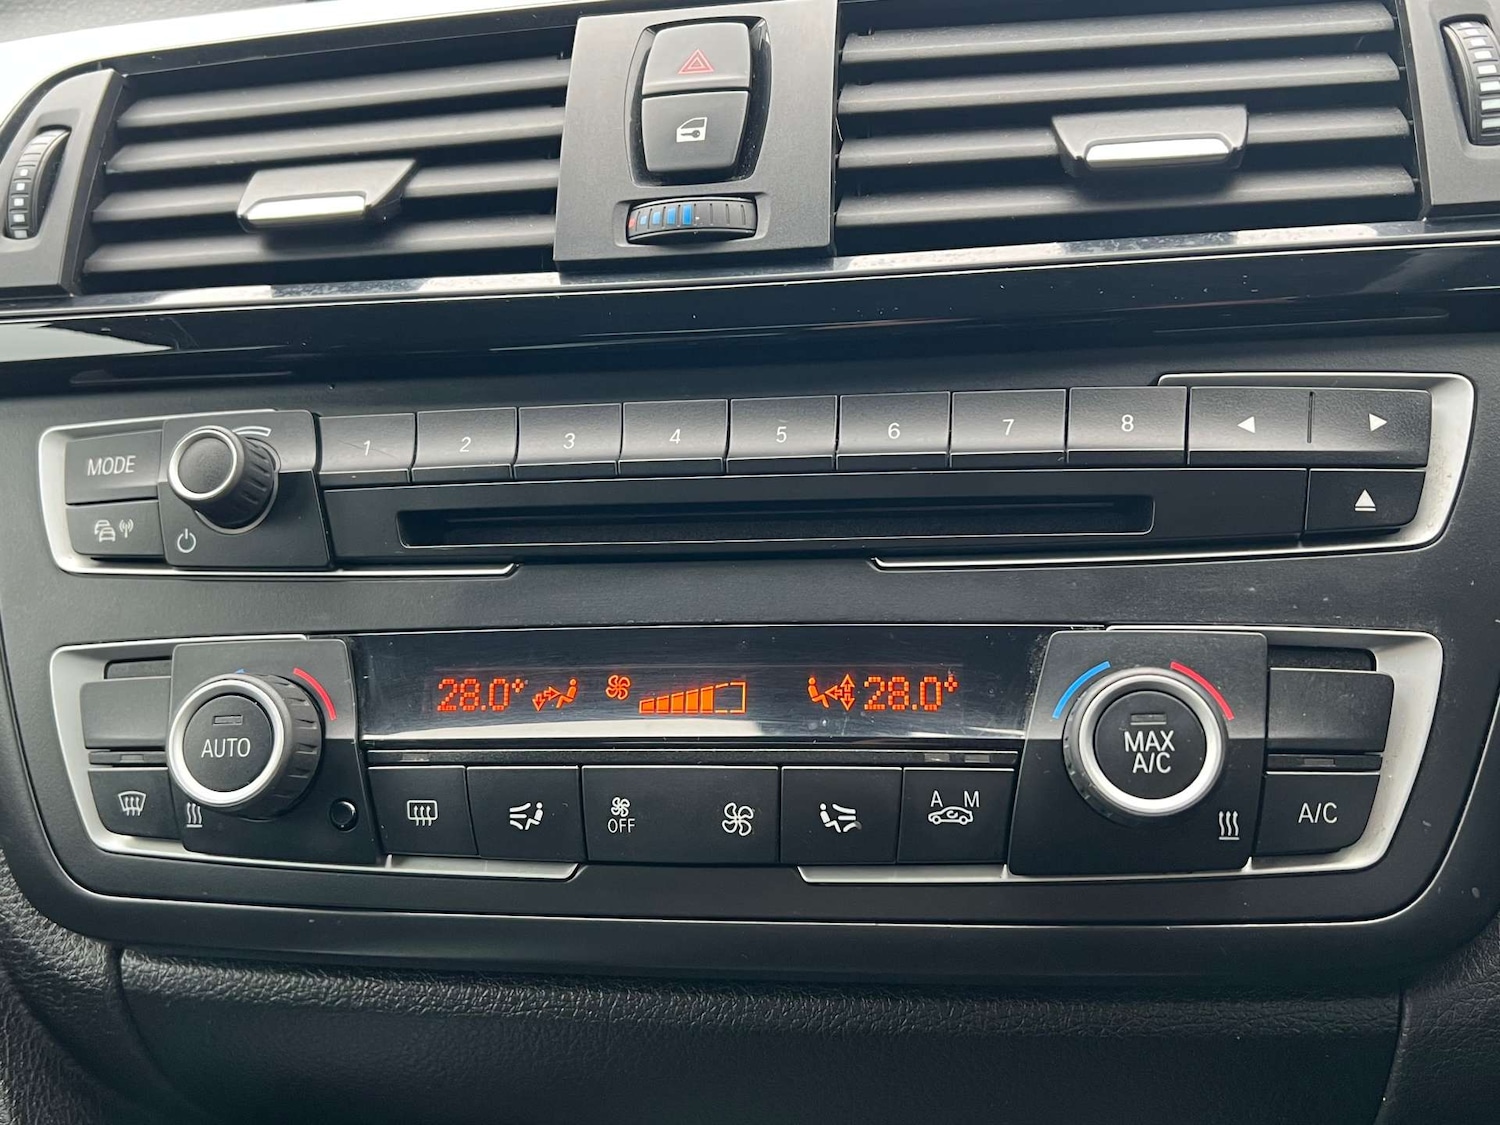 MODE
1 2 3 4 5 6 7 8
28.0° 28.0°
AUTO
MAX
A/C
OFF
A M
A/C